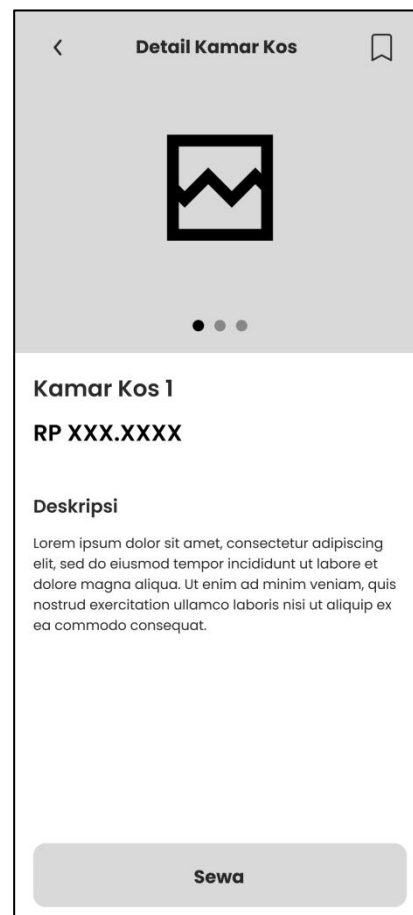 Detail Kamar Kos
Kamar Kos 1
RP XXX.XXXX
Deskripsi
Lorem ipsum dolor sit amet, consectetur adipiscing
elit, sed do eiusmod tempor incididunt ut labore et
dolore magna aliqua. Ut enim ad minim veniam, quis
nostrud exercitation ullamco laboris nisi ut aliquip ex
ea commodo consequat.
Sewa